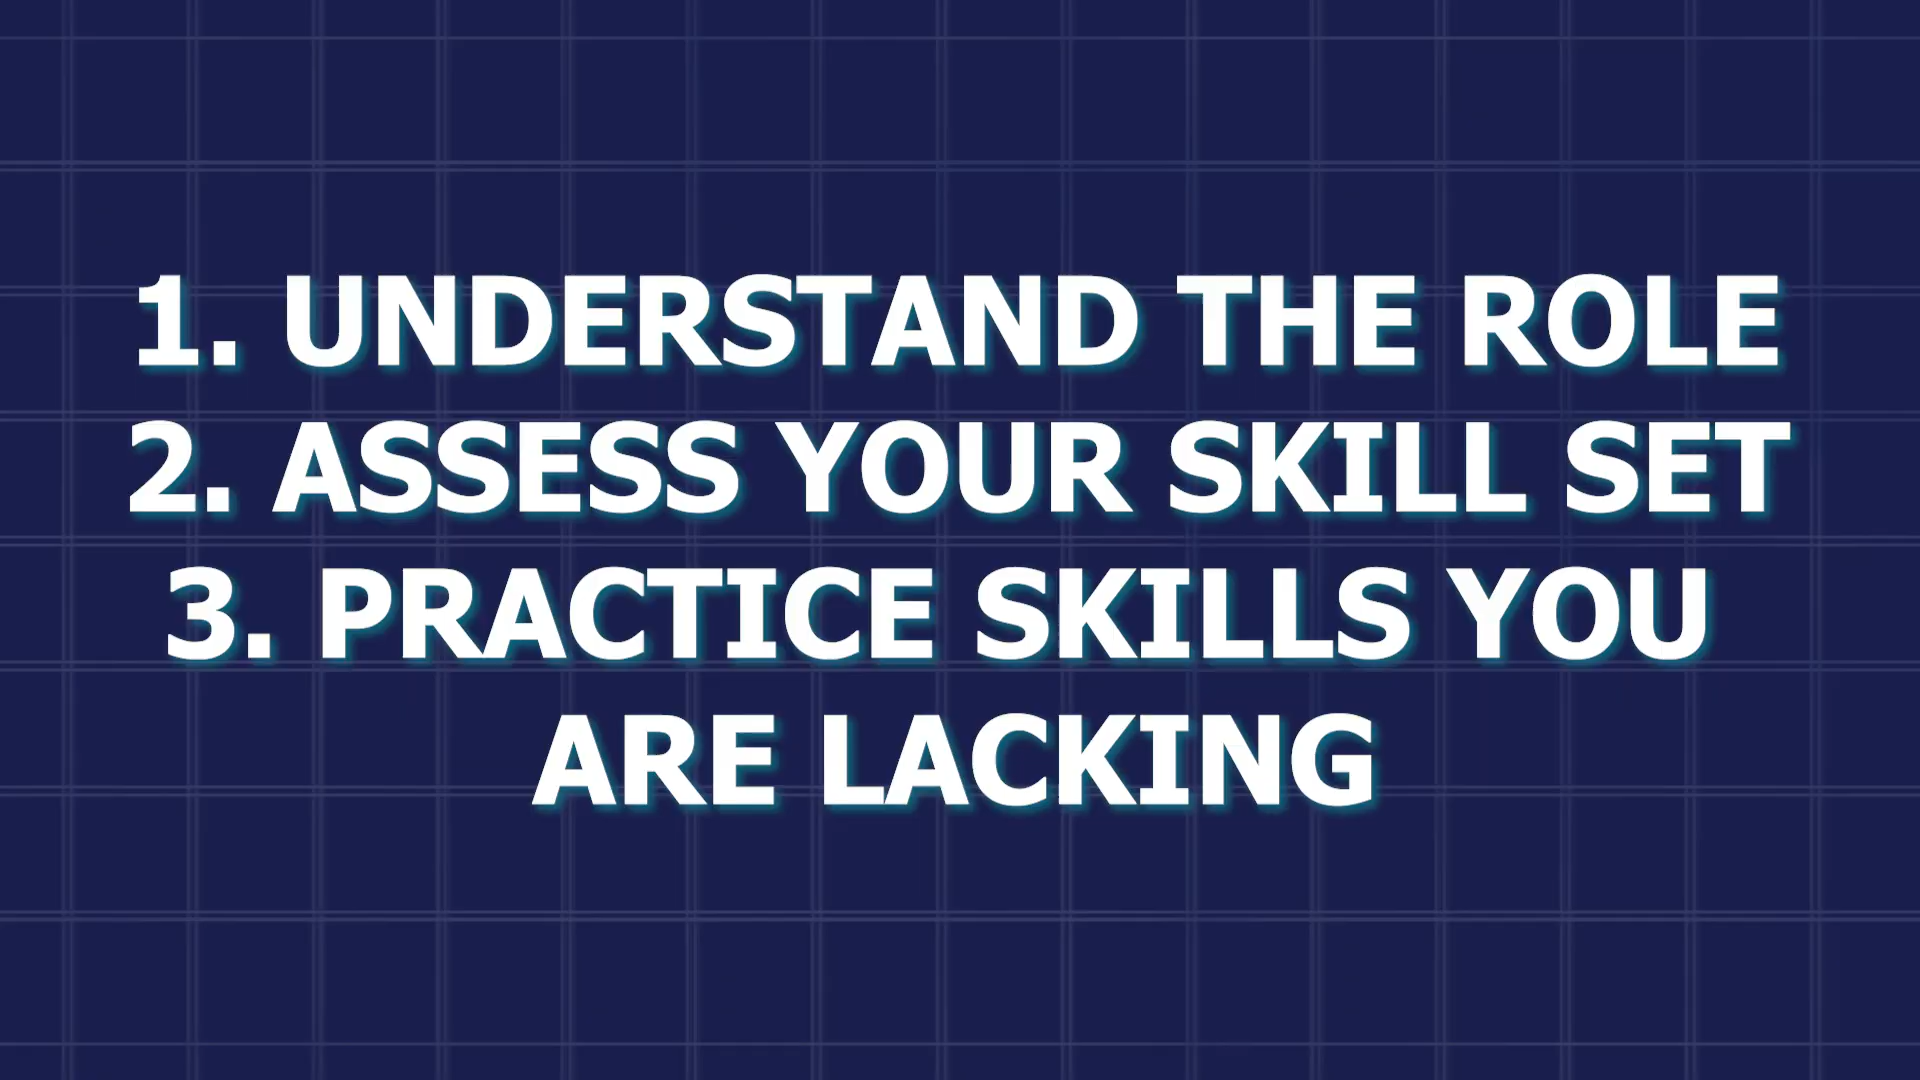 1. UNDERSTAND THE ROLE
2. ASSESS YOUR SKILL SET
3. PRACTICE SKILLS YOU
ARE LACKING